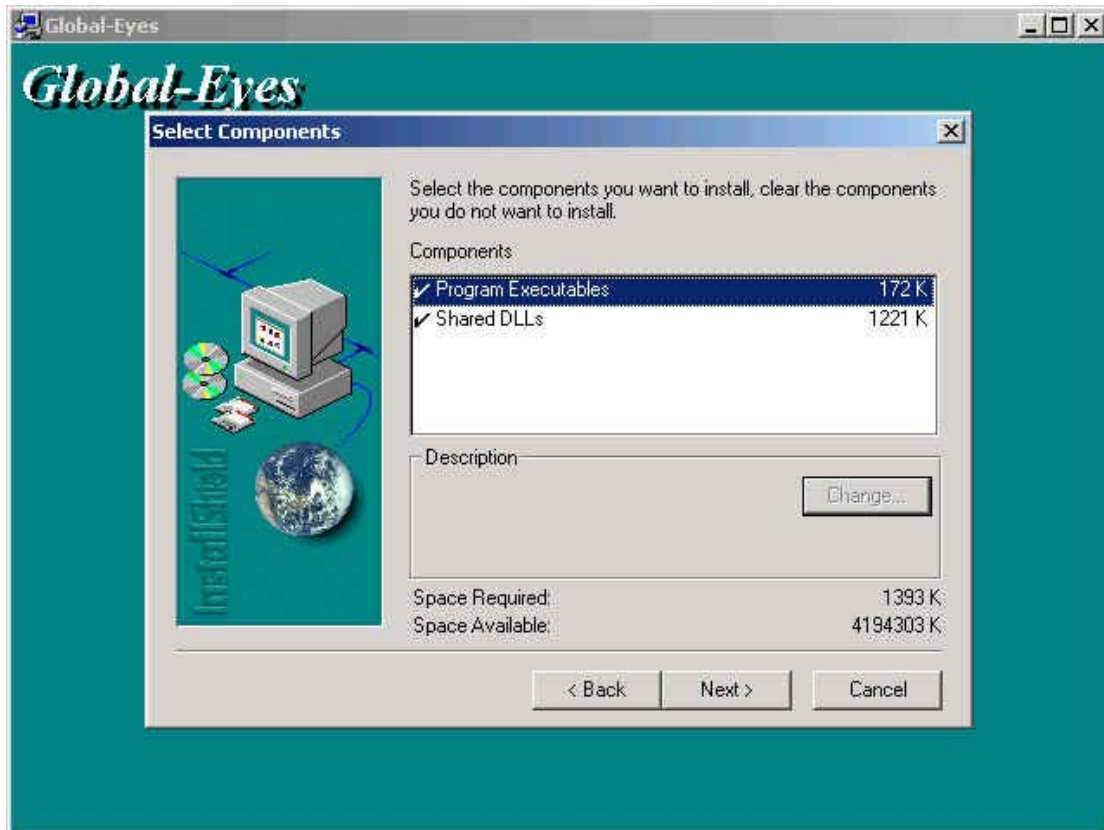 Global-Eyes
Global-Eyes
Select Components
Select the components you want to install, clear the components
you do not want to install.
Components
Program Executables 172 K
Shared DLLs 1221 K
Description
Change...
InstallShield
Space Required: 1393 K
Space Available: 4194303 K
< Back Next > Cancel